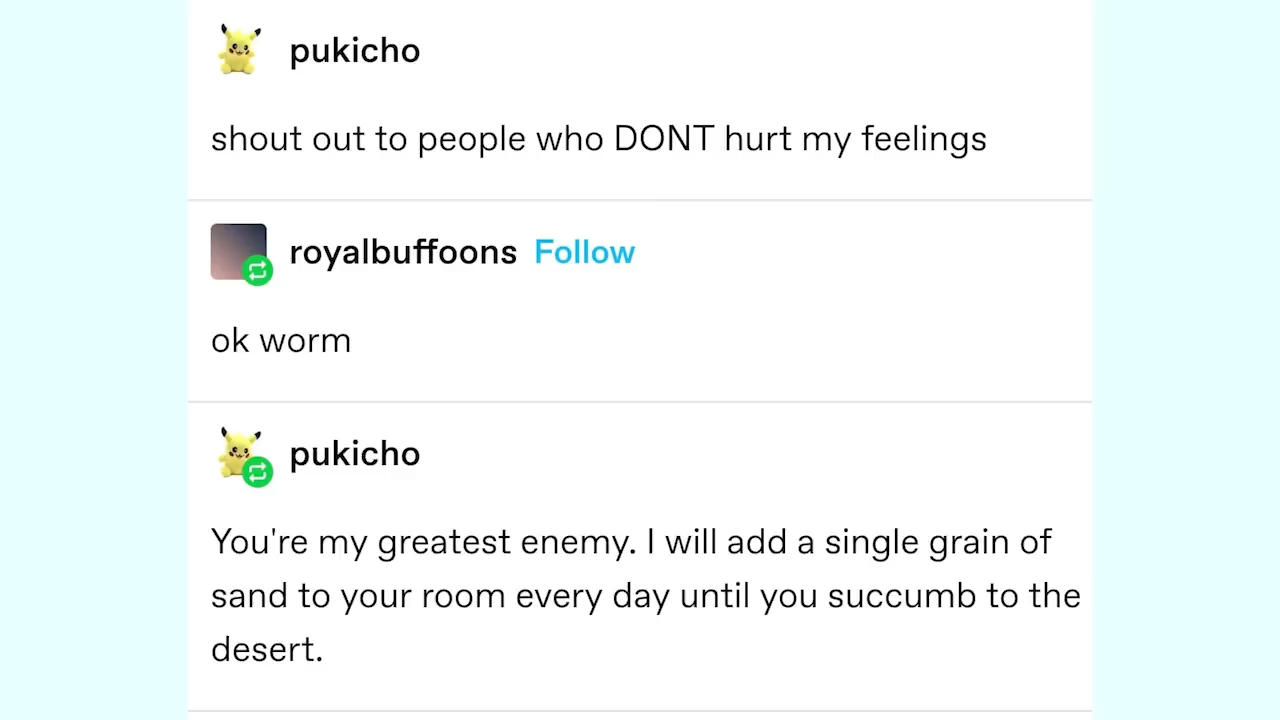 pukicho
shout out to people who DONT hurt my feelings
royalbuffoons Follow
ok worm
pukicho
You're my greatest enemy. I will add a single grain of
sand to your room every day until you succumb to the
desert.